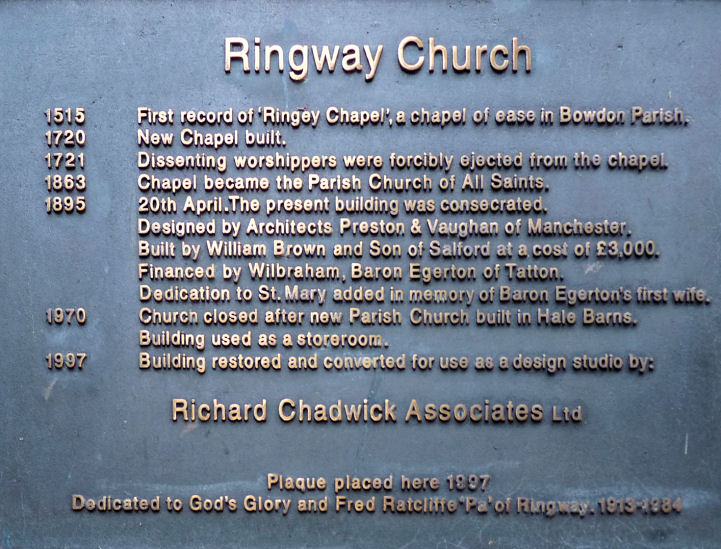 Ringway Church
1515 First record of 'Ringey Chapel', a chapel of ease in Bowdon Parish.
1720 New Chapel built.
1721 Dissenting worshippers were forcibly ejected from the chapel.
1863 Chapel became the Parish Church of All Saints.
1895 20th April. The present building was consecrated.
Designed by Architects Preston & Vaughan of Manchester.
Built by William Brown and Son of Salford at a cost of £3,000.
Financed by Wilbraham, Baron Egerton of Tatton.
Dedication to St. Mary added in memory of Baron Egerton's first wife.
1970 Church closed after new Parish Church built in Hale Barns.
Building used as a storeroom.
1997 Building restored and converted for use as a design studio by:
Richard Chadwick Associates Ltd
Plaque placed here 1997
Dedicated to God's Glory and Fred Ratcliffe 'Pa' of Ringway. 1913-1984